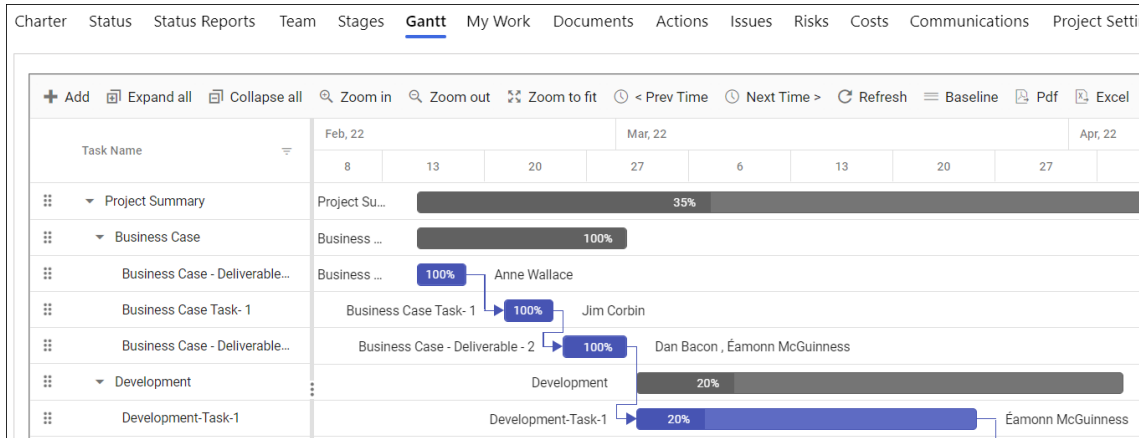 Charter Status Status Reports Team Stages Gantt My Work Documents Actions Issues Risks Costs Communications Project Setti
Add Expand all Collapse all Zoom in Zoom out Zoom to fit < Prev Time Next Time > Refresh Baseline Pdf Excel
Task Name
Feb, 22 Mar, 22 Apr, 22
8 13 20 27 6 13 20 27
Project Summary Project Su... 35%
Business Case Business ... 100%
Business Case - Deliverable... Business ... 100% Anne Wallace
Business Case Task- 1 Business Case Task- 1 100% Jim Corbin
Business Case - Deliverable... Business Case - Deliverable - 2 100% Dan Bacon , Éamonn McGuinness
Development Development 20%
Development-Task-1 Development-Task-1 20% Éamonn McGuinness